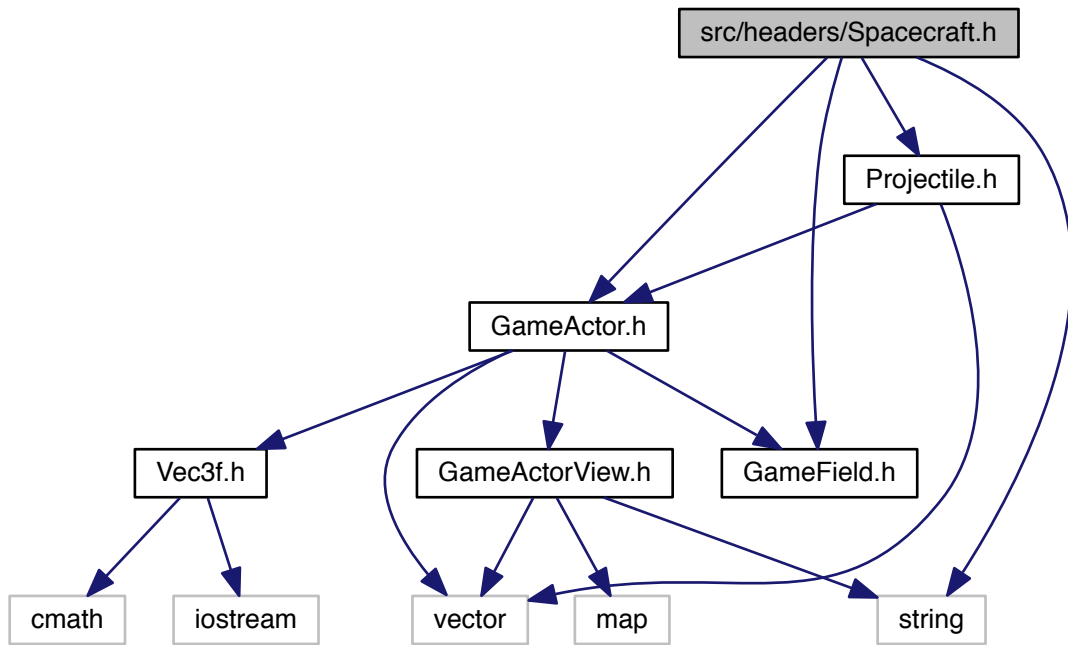 src/headers/Spacecraft.h
Projectile.h
GameActor.h
Vec3f.h
GameActorView.h
GameField.h
cmath
iostream
vector
map
string